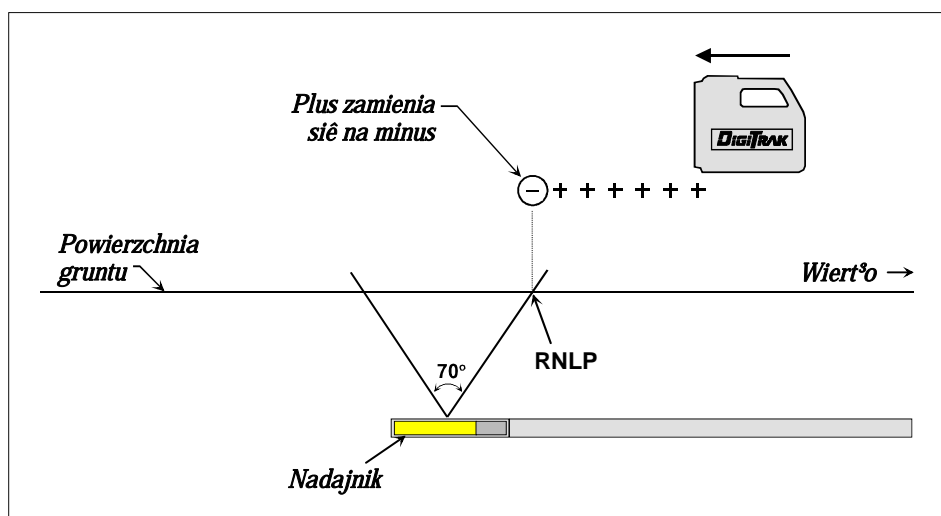 Plus zamienia
siê na minus
DIGITRAK
Powierzchnia
gruntu
Wiert³o
70°
RNLP
Nadajnik